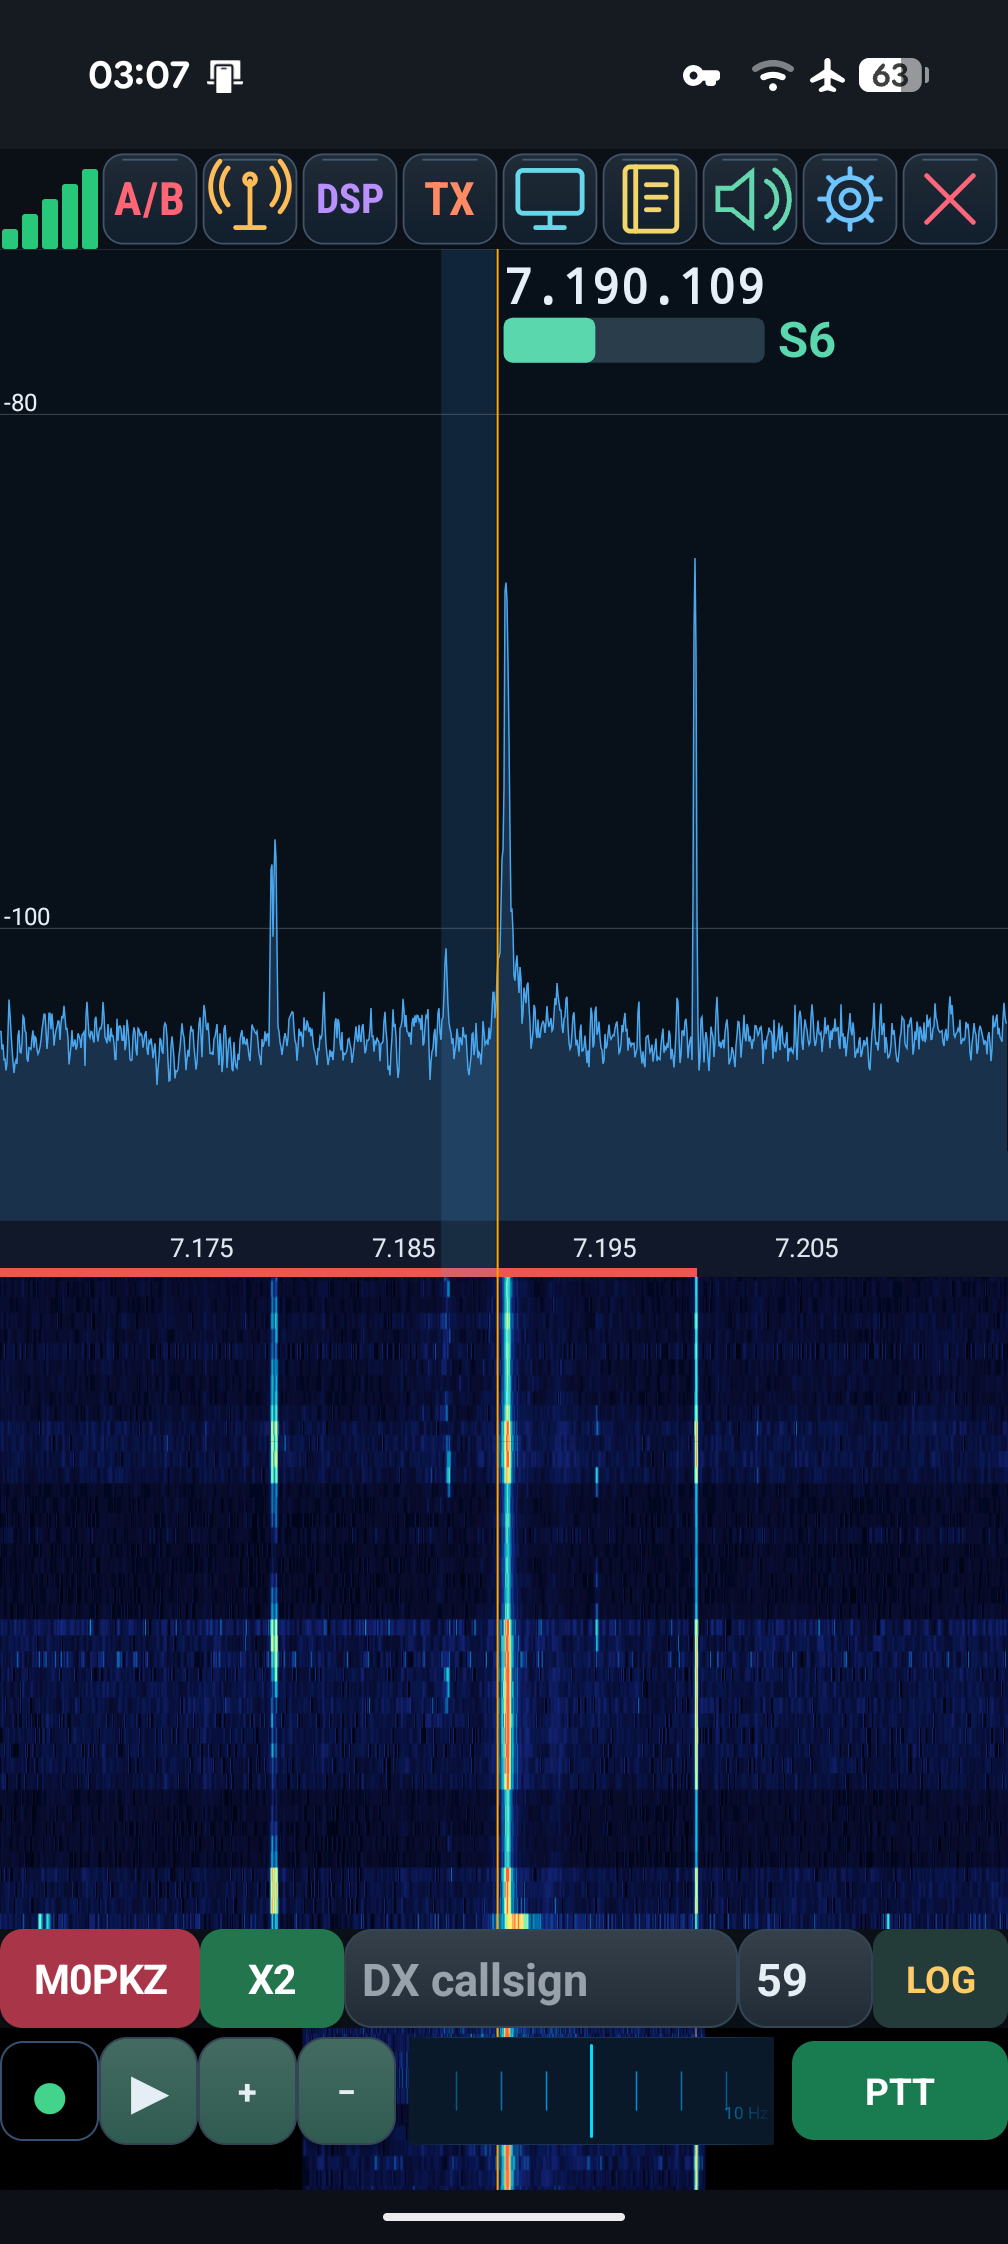 03:07
63
A/B
DSP
TX
7.190.109
S6
-80
-100
7.175 7.185 7.195 7.205
M0PKZ X2 DX callsign 59 LOG
+ − PTT
10 Hz